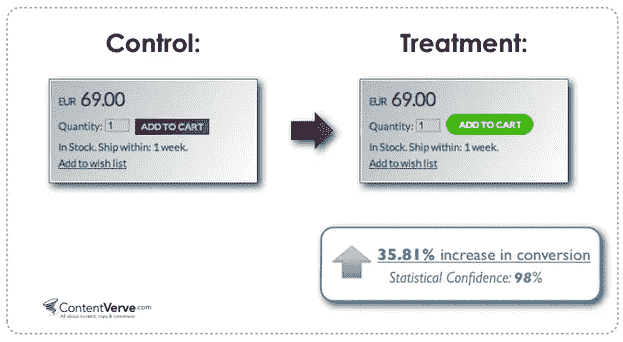 Control:
Treatment:
EUR 69.00
Quantity: 1 ADD TO CART
In Stock. Ship within: 1 week.
Add to wish list
EUR 69.00
Quantity: 1 ADD TO CART
In Stock. Ship within: 1 week.
Add to wish list
35.81% increase in conversion
Statistical Confidence: 98%
ContentVerve.com
All about content, copy & conversion